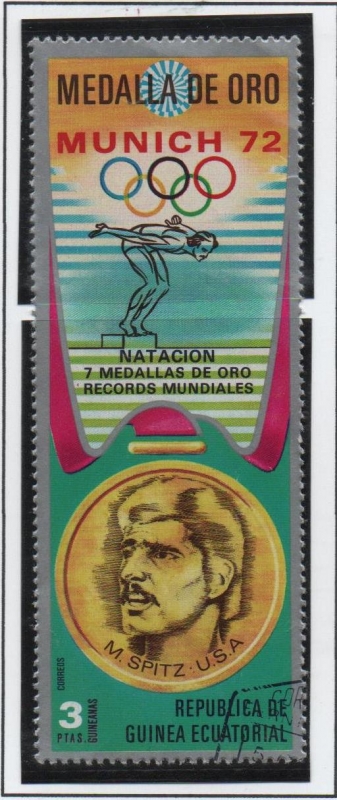 MEDALLA DE ORO
MUNICH 72
NATACION
7 MEDALLAS DE ORO
RECORDS MUNDIALES
M. SPITZ · U.S.A
CORREOS
3
PTAS.
GUINEANAS
REPUBLICA DE
GUINEA ECUATORIAL